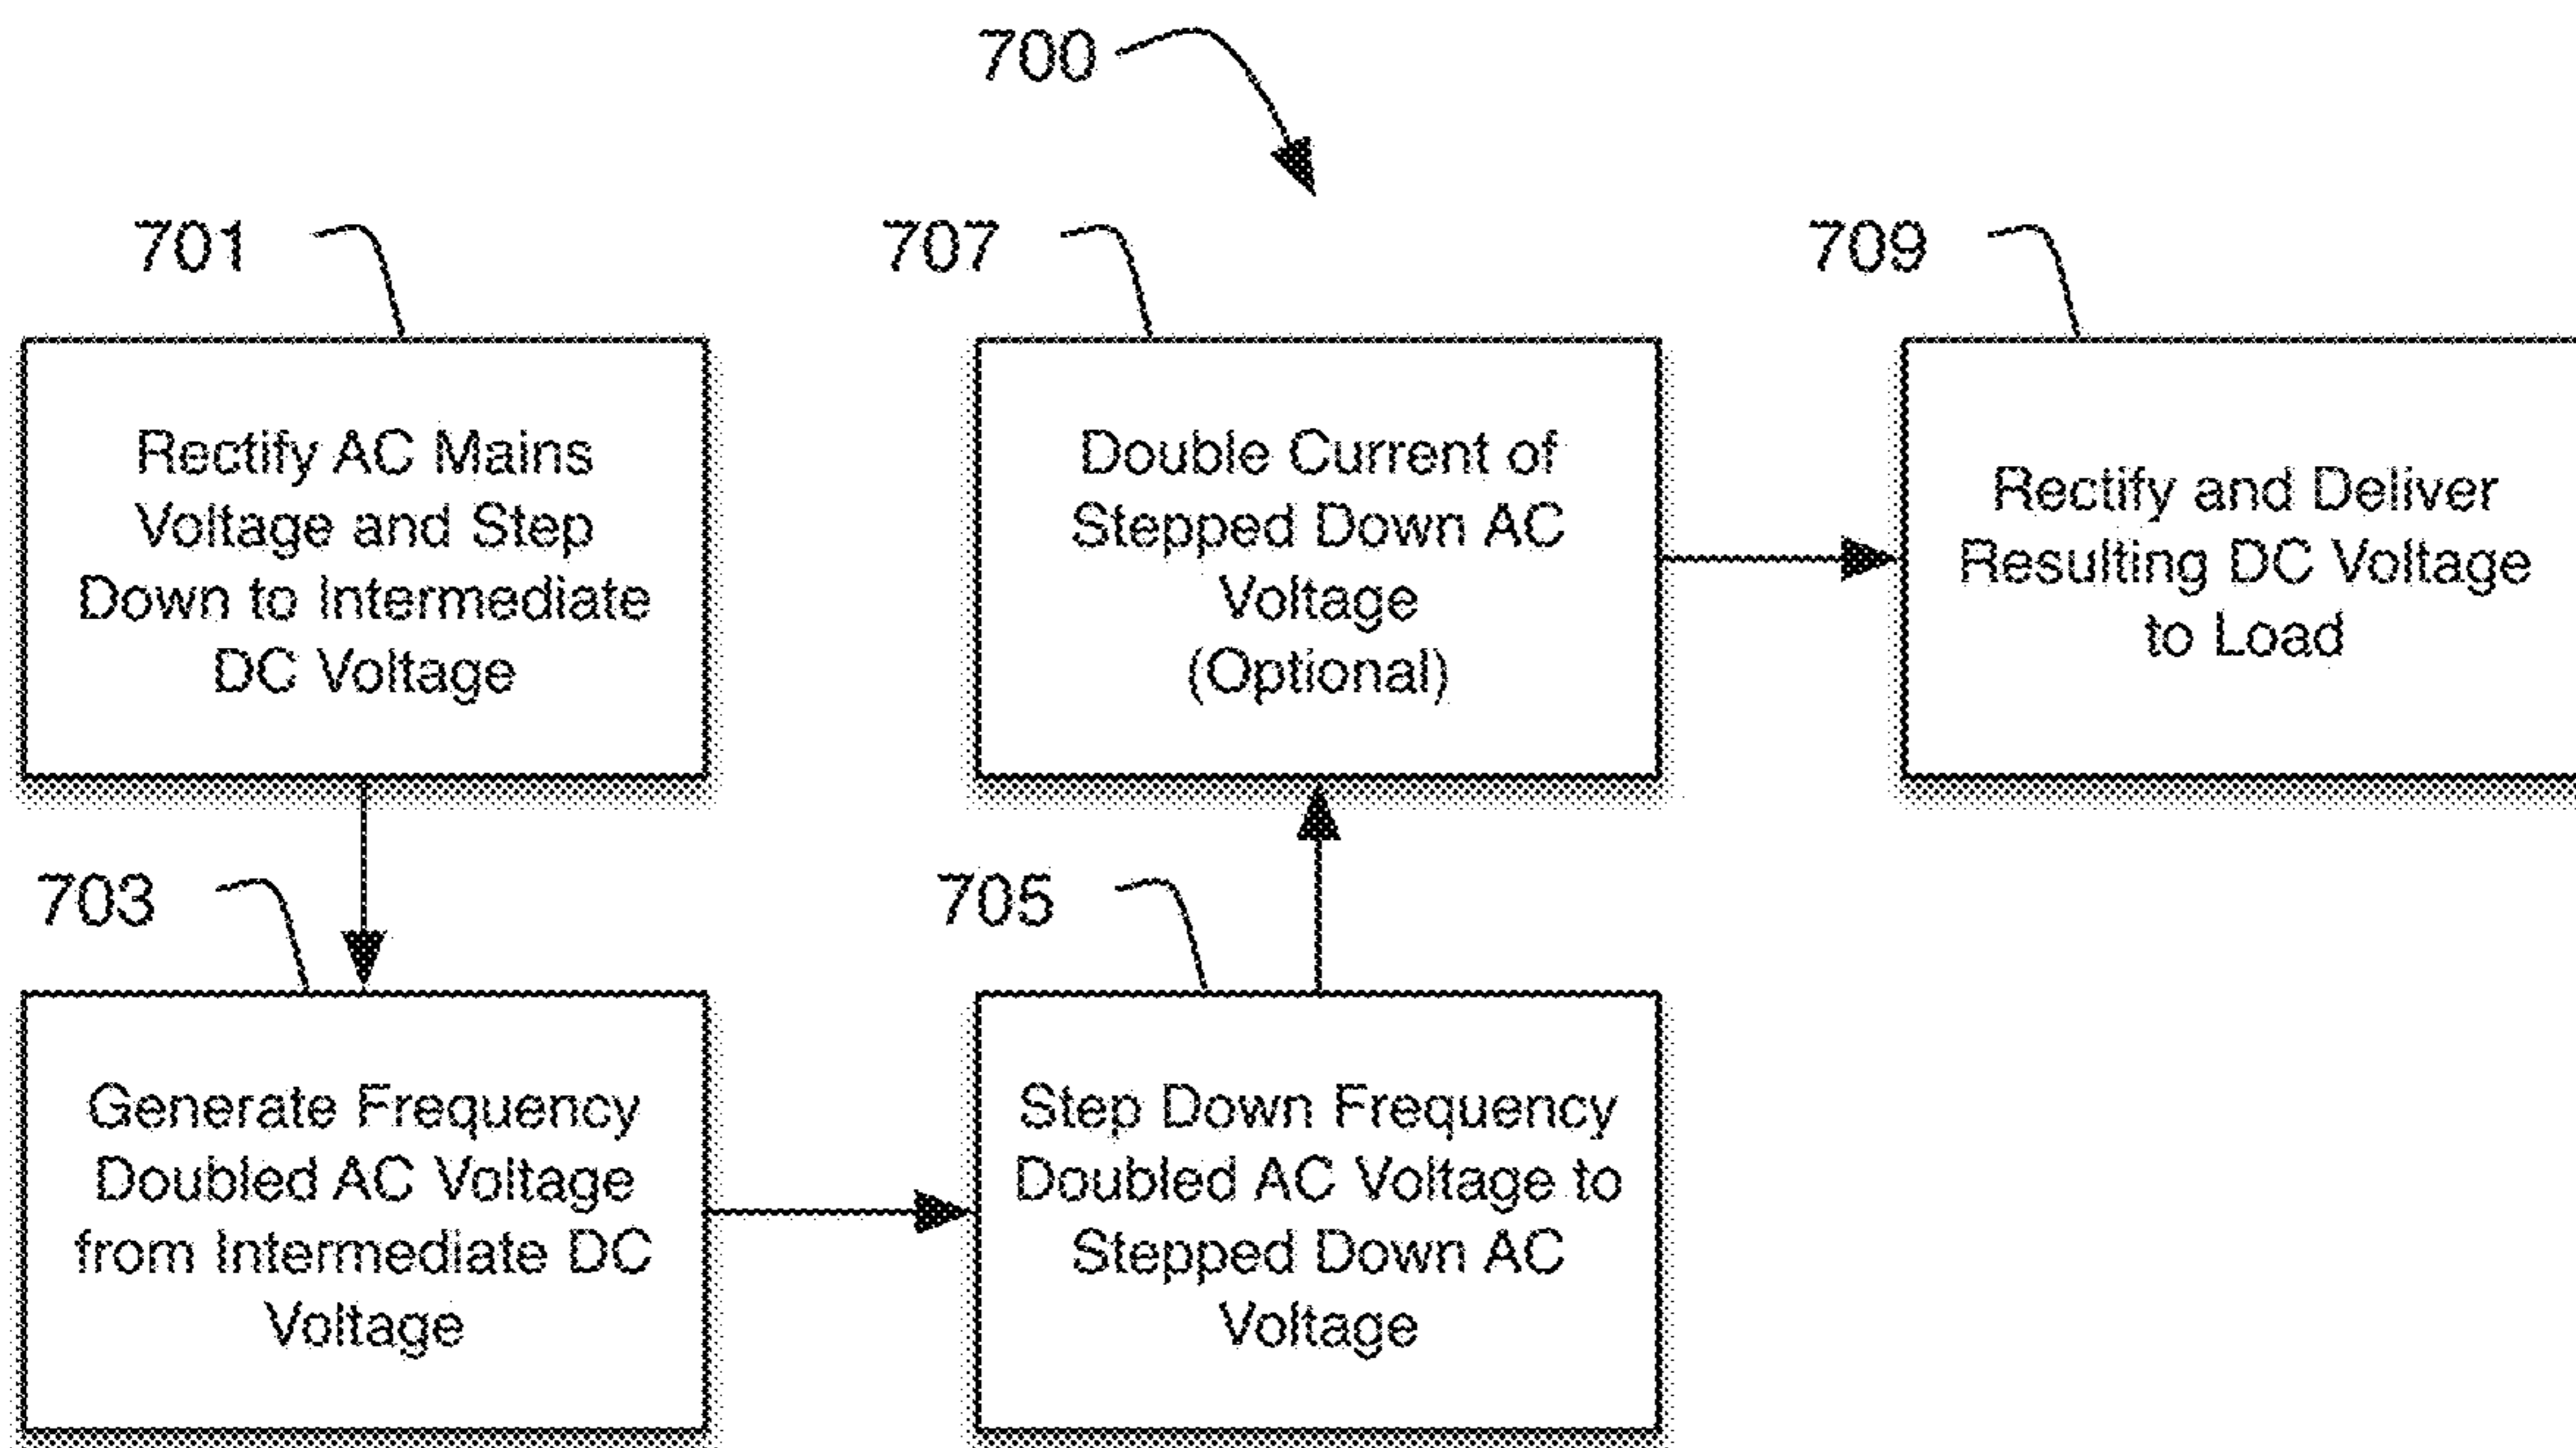 700
701
Rectify AC Mains
Voltage and Step
Down to Intermediate
DC Voltage
703
Generate Frequency
Doubled AC Voltage
from Intermediate DC
Voltage
705
Step Down Frequency
Doubled AC Voltage to
Stepped Down AC
Voltage
707
Double Current of
Stepped Down AC
Voltage
(Optional)
709
Rectify and Deliver
Resulting DC Voltage
to Load